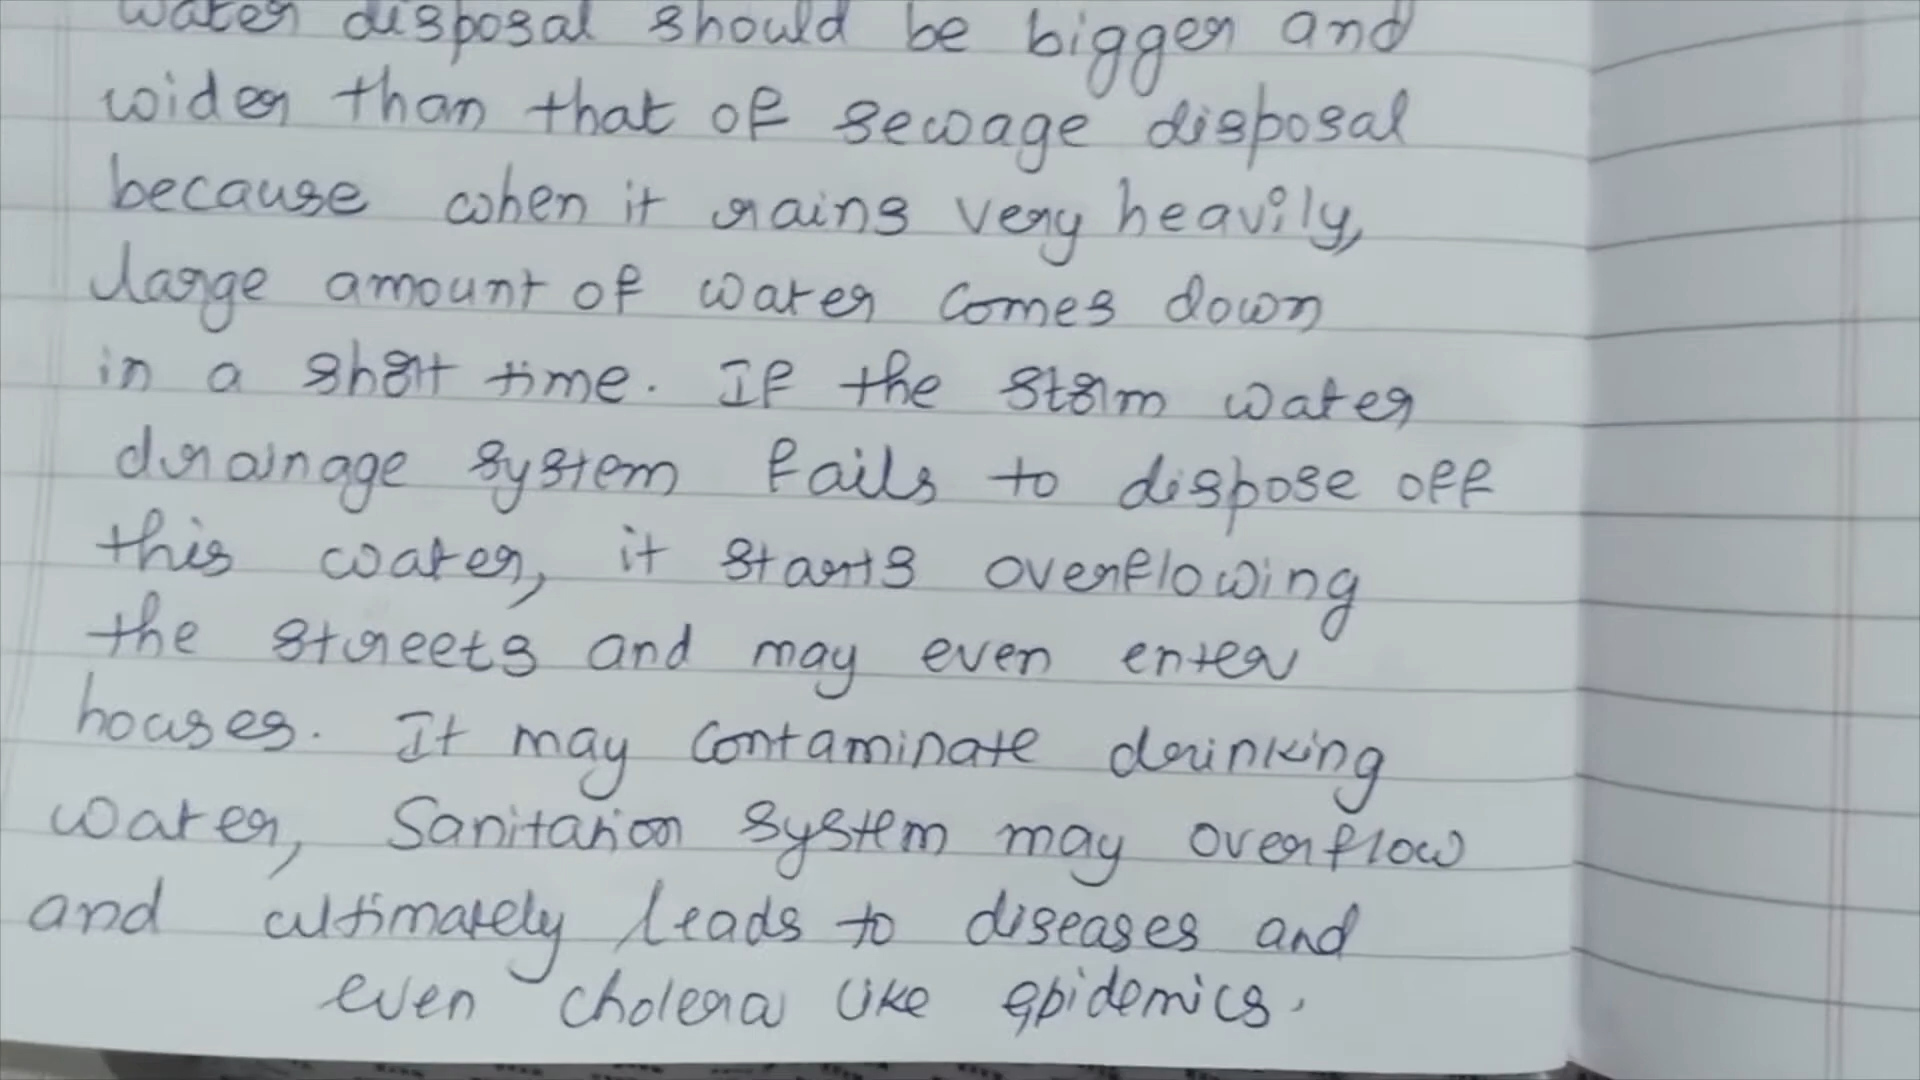 water disposal should be bigger and
wider than that of sewage disposal
because when it rains very heavily,
large amount of water comes down
in a short time. If the storm water
drainage system fails to dispose off
this water, it starts overflowing
the streets and may even enter
houses. It may contaminate drinking
water, Sanitation system may overflow
and ultimately leads to diseases and
even cholera like epidemics.